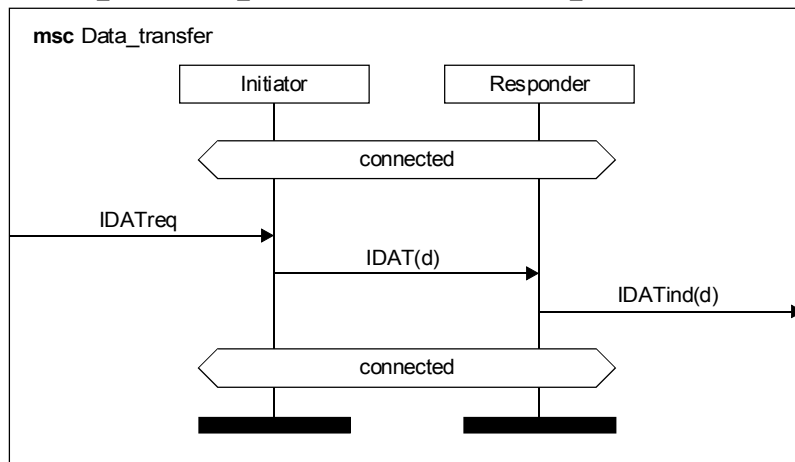 msc Data_transfer
Initiator
Responder
connected
IDATreq
IDAT(d)
IDATind(d)
connected